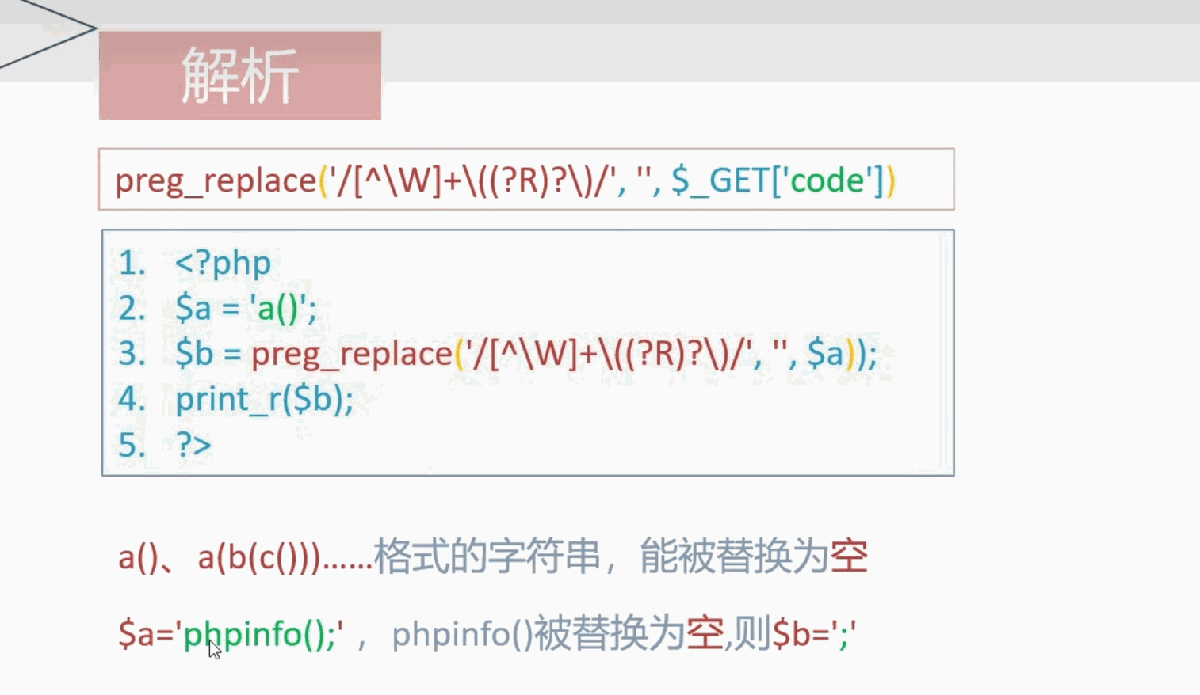 解析
preg_replace('/[^\W]+\((?R)?\)/', '', $_GET['code'])
1. <?php
2. $a = 'a()';
3. $b = preg_replace('/[^\W]+\((?R)?\)/', '', $a));
4. print_r($b);
5. ?>
a()、a(b(c()))......格式的字符串，能被替换为空
$a='phpinfo();' ，phpinfo()被替换为空,则$b=';'